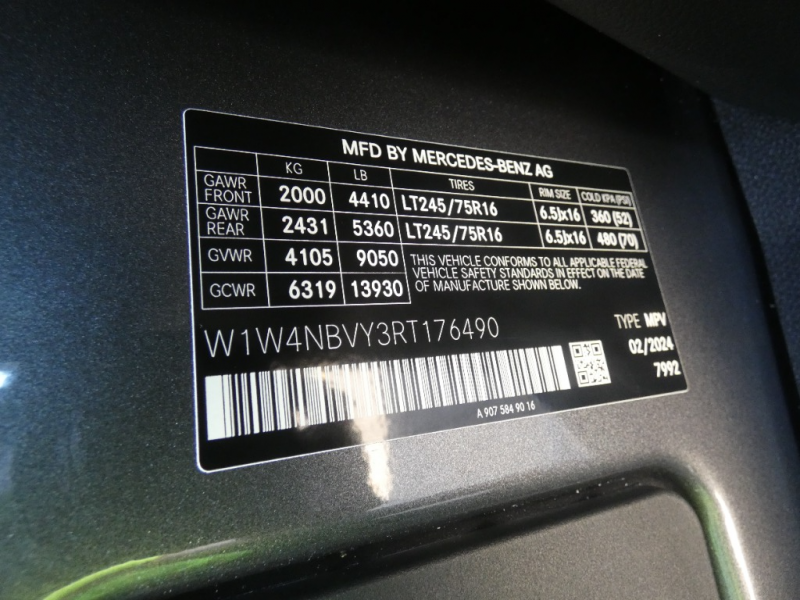 MFD BY MERCEDES-BENZ AG
KG LB TIRES RIM SIZE COLD KPA (PSI)
GAWR FRONT 2000 4410 LT245/75R16 6.5Jx16 360 (52)
GAWR REAR 2431 5360 LT245/75R16 6.5Jx16 480 (70)
GVWR 4105 9050
GCWR 6319 13930
THIS VEHICLE CONFORMS TO ALL APPLICABLE FEDERAL
VEHICLE SAFETY STANDARDS IN EFFECT ON THE DATE
OF MANUFACTURE SHOWN BELOW.
W1W4NBVY3RT176490
TYPE MPV
02/2024
7992
A 907 584 90 16